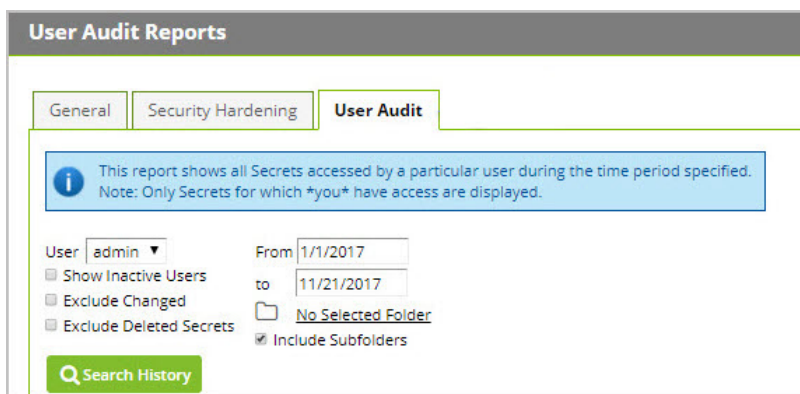 User Audit Reports
General
Security Hardening
User Audit
This report shows all Secrets accessed by a particular user during the time period specified.
Note: Only Secrets for which *you* have access are displayed.
User admin
From 1/1/2017
Show Inactive Users
to 11/21/2017
Exclude Changed
No Selected Folder
Exclude Deleted Secrets
Include Subfolders
Search History